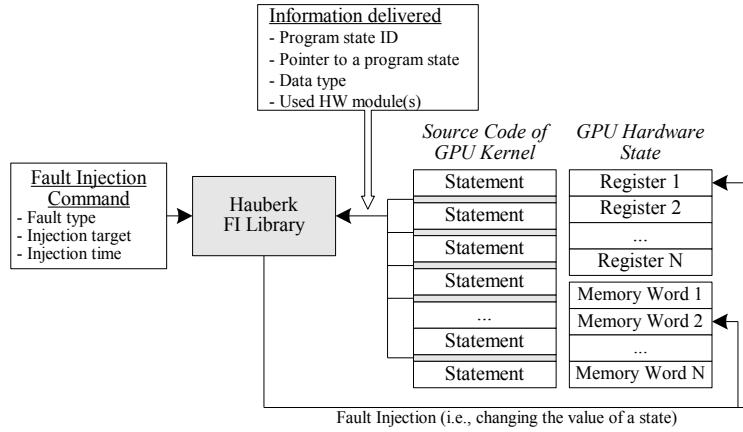 Information delivered
- Program state ID
- Pointer to a program state
- Data type
- Used HW module(s)
Fault Injection
Command
- Fault type
- Injection target
- Injection time
Hauberk
FI Library
Source Code of
GPU Kernel
Statement
Statement
Statement
Statement
...
Statement
Statement
GPU Hardware
State
Register 1
Register 2
...
Register N
Memory Word 1
Memory Word 2
...
Memory Word N
Fault Injection (i.e., changing the value of a state)